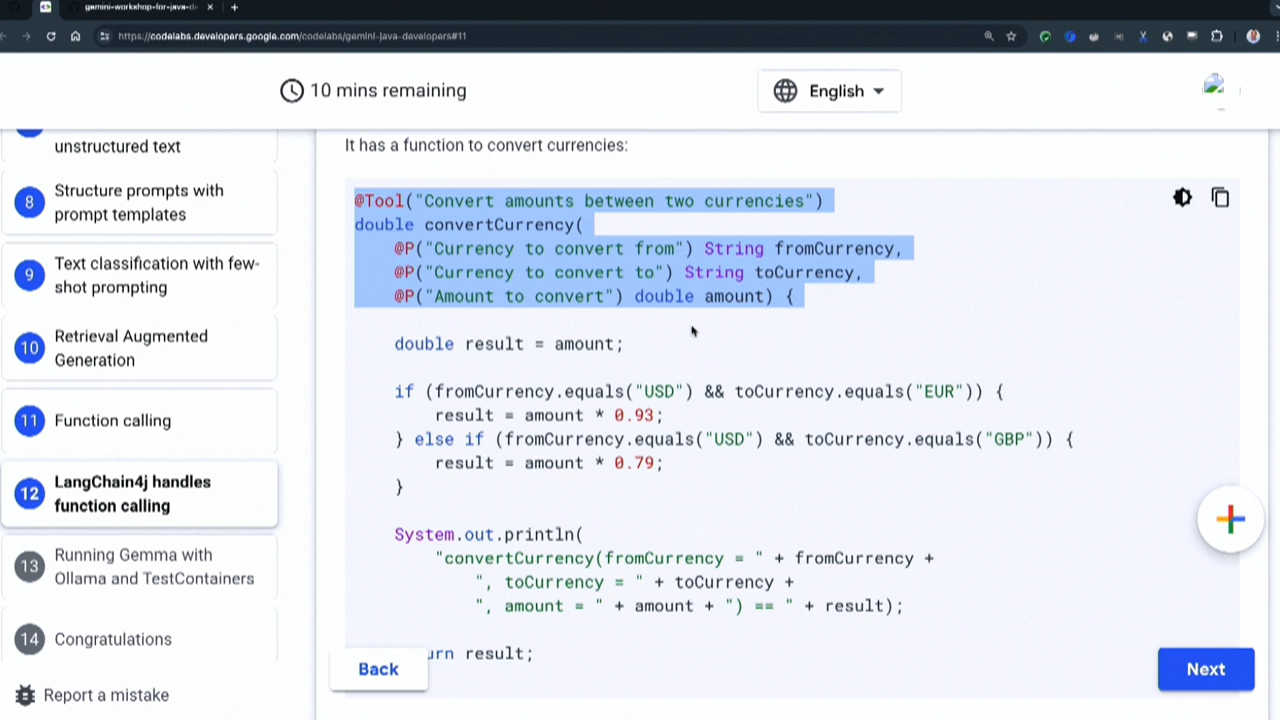 gemini-workshop-for-java-de
https://codelabs.developers.google.com/codelabs/gemini-java-developers#11
10 mins remaining
English
unstructured text
8
Structure prompts with
prompt templates
9
Text classification with few-
shot prompting
10
Retrieval Augmented
Generation
11
Function calling
12
LangChain4j handles
function calling
13
Running Gemma with
Ollama and TestContainers
14
Congratulations
Report a mistake
It has a function to convert currencies:
@Tool("Convert amounts between two currencies")
double convertCurrency(
@P("Currency to convert from") String fromCurrency,
@P("Currency to convert to") String toCurrency,
@P("Amount to convert") double amount) {
double result = amount;
if (fromCurrency.equals("USD") && toCurrency.equals("EUR")) {
result = amount * 0.93;
} else if (fromCurrency.equals("USD") && toCurrency.equals("GBP")) {
result = amount * 0.79;
}
System.out.println(
"convertCurrency(fromCurrency = " + fromCurrency +
", toCurrency = " + toCurrency +
", amount = " + amount + ") == " + result);
urn result;
Back
Next